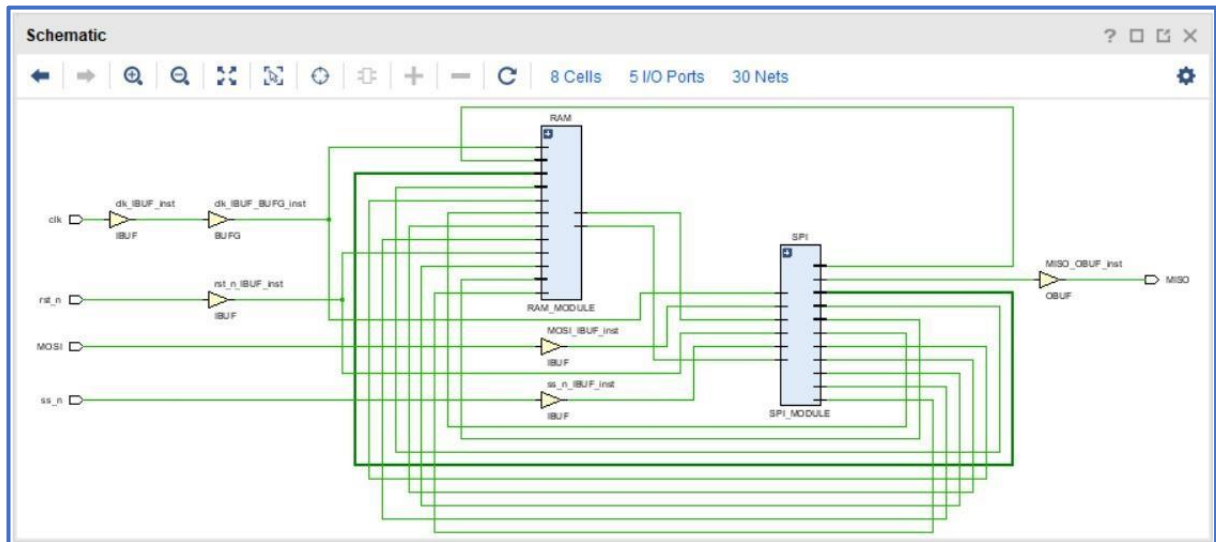 Schematic
8 Cells 5 I/O Ports 30 Nets
RAM
clk_IBUF_inst
clk_IBUF_BUFG_inst
clk
IBUF
BUFG
SPI
MISO_OBUF_inst
MISO
OBUF
rst_n_IBUF_inst
rst_n
IBUF
RAM_MODULE
MOSI_IBUF_inst
MOSI
IBUF
ss_n_IBUF_inst
ss_n
IBUF
SPI_MODULE